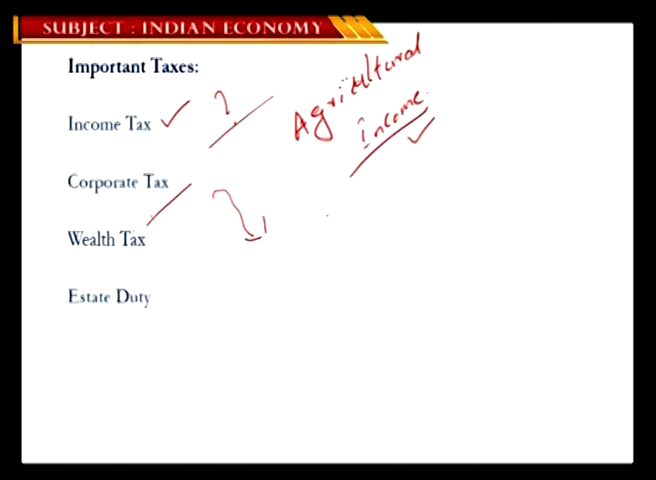 SUBJECT : INDIAN ECONOMY
Important Taxes:
Income Tax
Agricultural
Income
Corporate Tax
Wealth Tax
Estate Duty